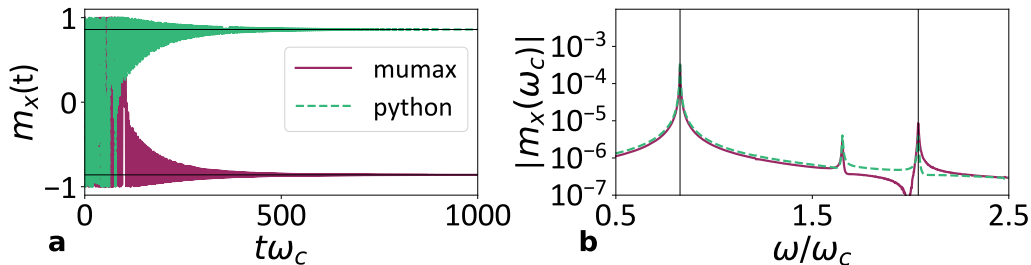 1
0
−1
m_x(t)
mumax
python
0
500
1000
a
tω_c
10⁻³
10⁻⁴
10⁻⁵
10⁻⁶
10⁻⁷
|m_x(ω_c)|
0.5
1.5
2.5
b
ω/ω_c